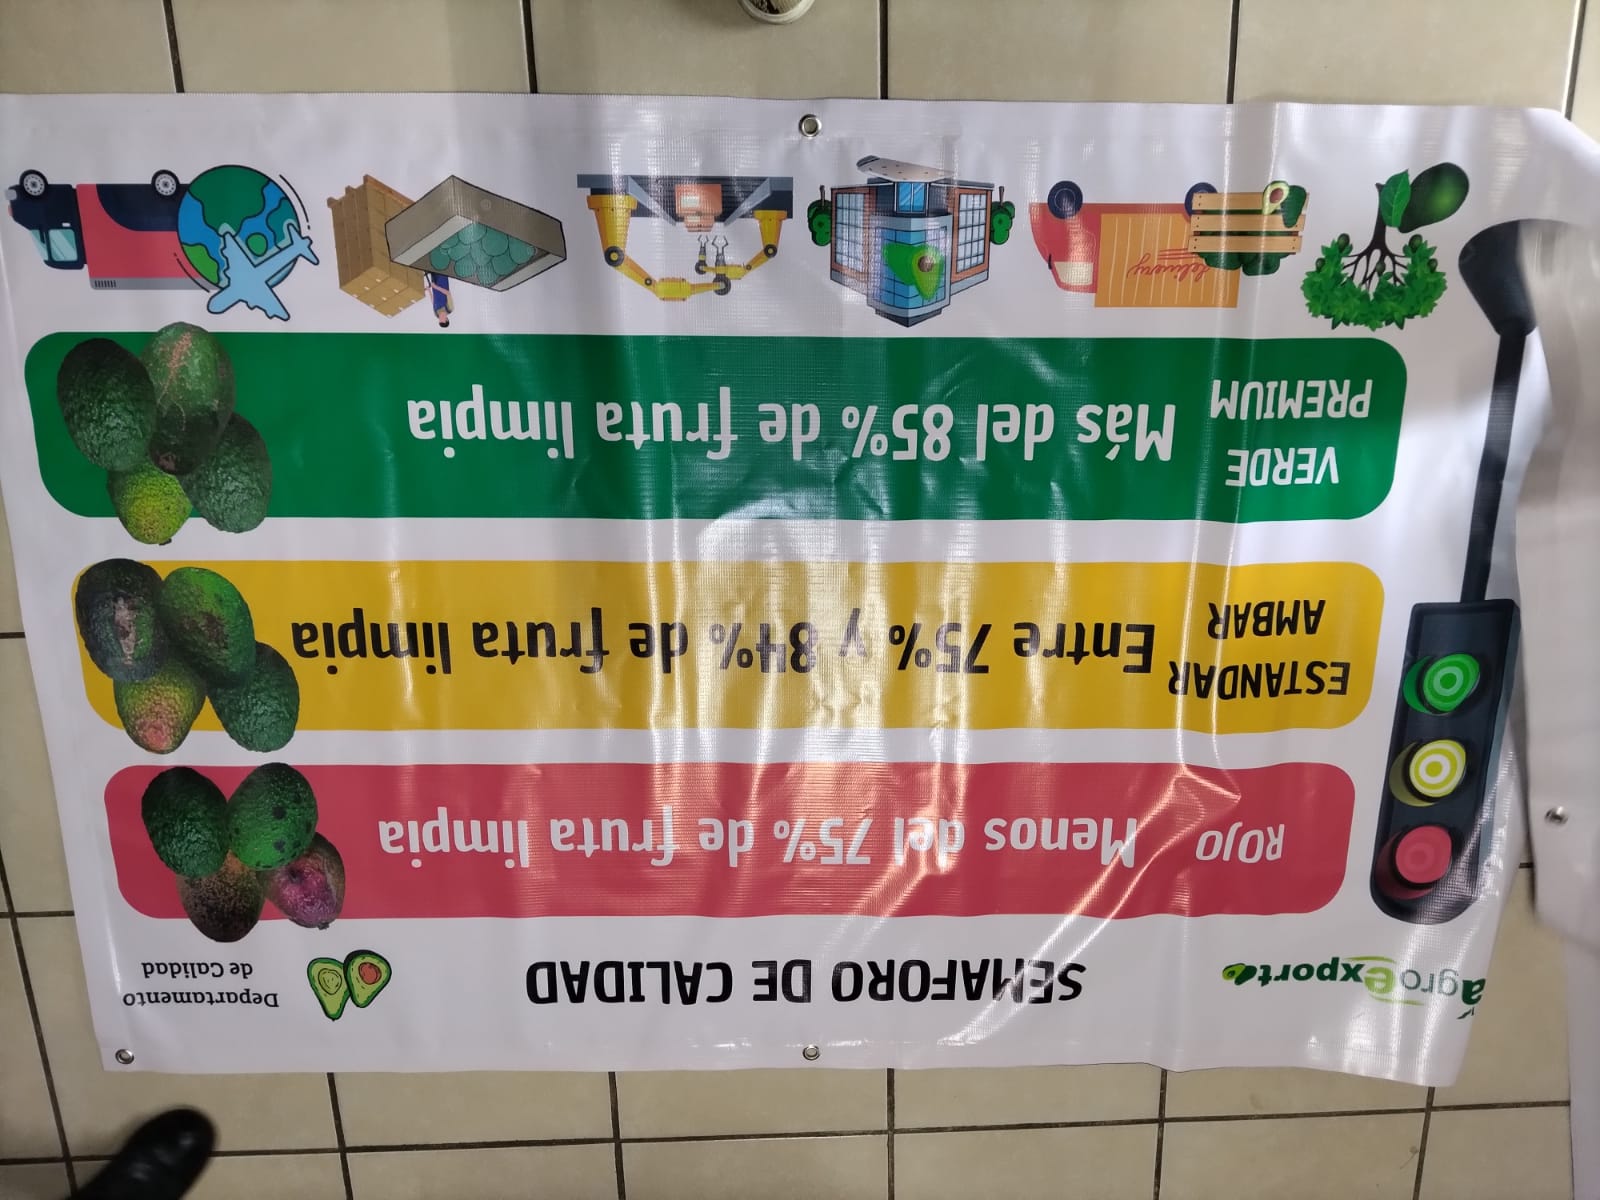 agroExport
SEMAFORO DE CALIDAD
Departamento
de Calidad
ROJO
Menos del 75% de fruta limpia
ESTANDAR
AMBAR
Entre 75% y 84% de fruta limpia
VERDE
PREMIUM
Más del 85% de fruta limpia
delivery